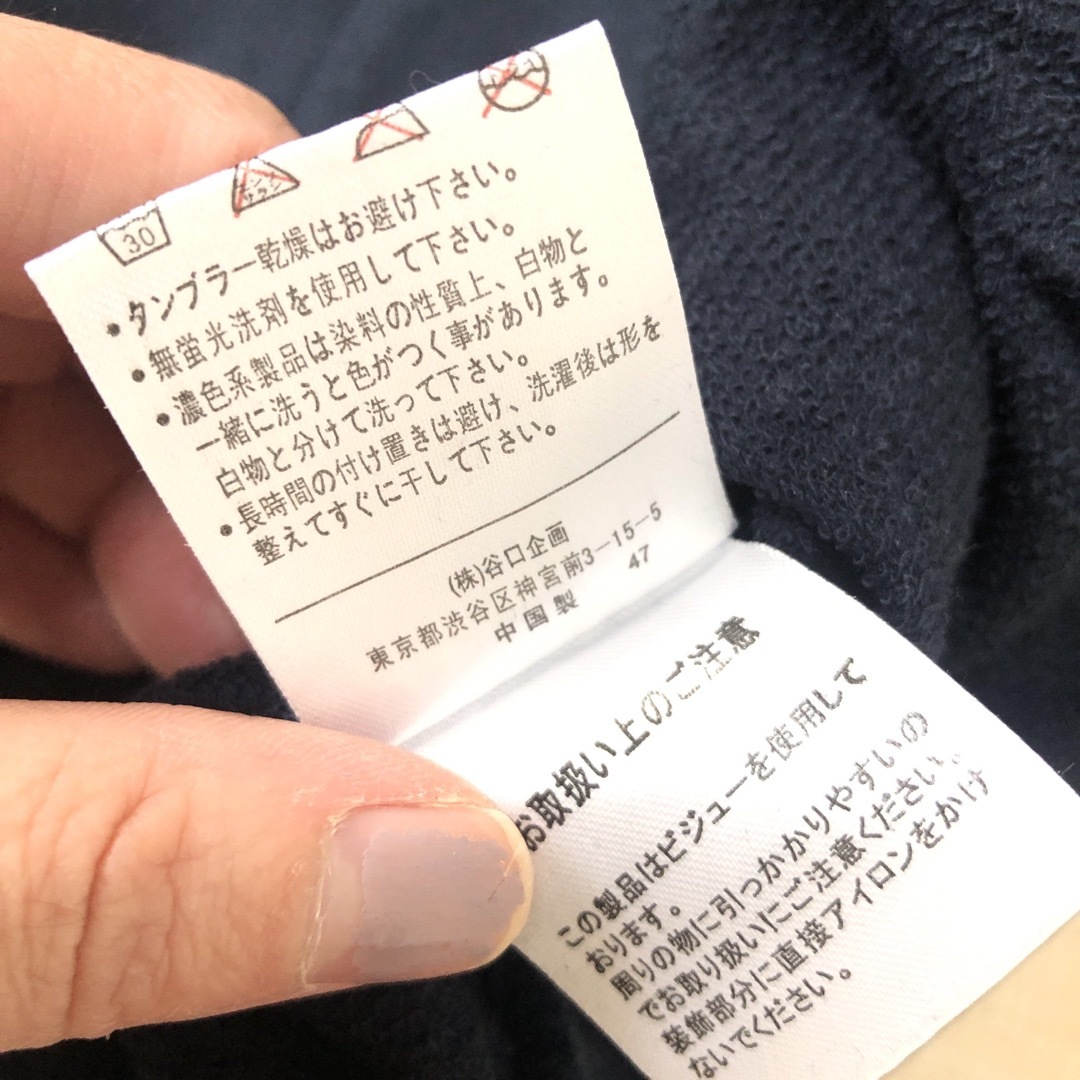 30
エンソ
サラシ
・タンブラー乾燥はお避け下さい。
・無蛍光洗剤を使用して下さい。
・濃色系製品は染料の性質上、白物と
一緒に洗うと色がつく事があります。
白物と分けて洗って下さい。
・長時間の付け置きは避け、洗濯後は形を
整えてすぐに干して下さい。
(株)谷口企画
東京都渋谷区神宮前3-15-5
中国製 47
お取扱い上のご注意
この製品はビジューを使用して
おります。
周りの物に引っかかりやすいの
でお取り扱いにご注意ください。
装飾部分に直接アイロンをかけ
ないでください。